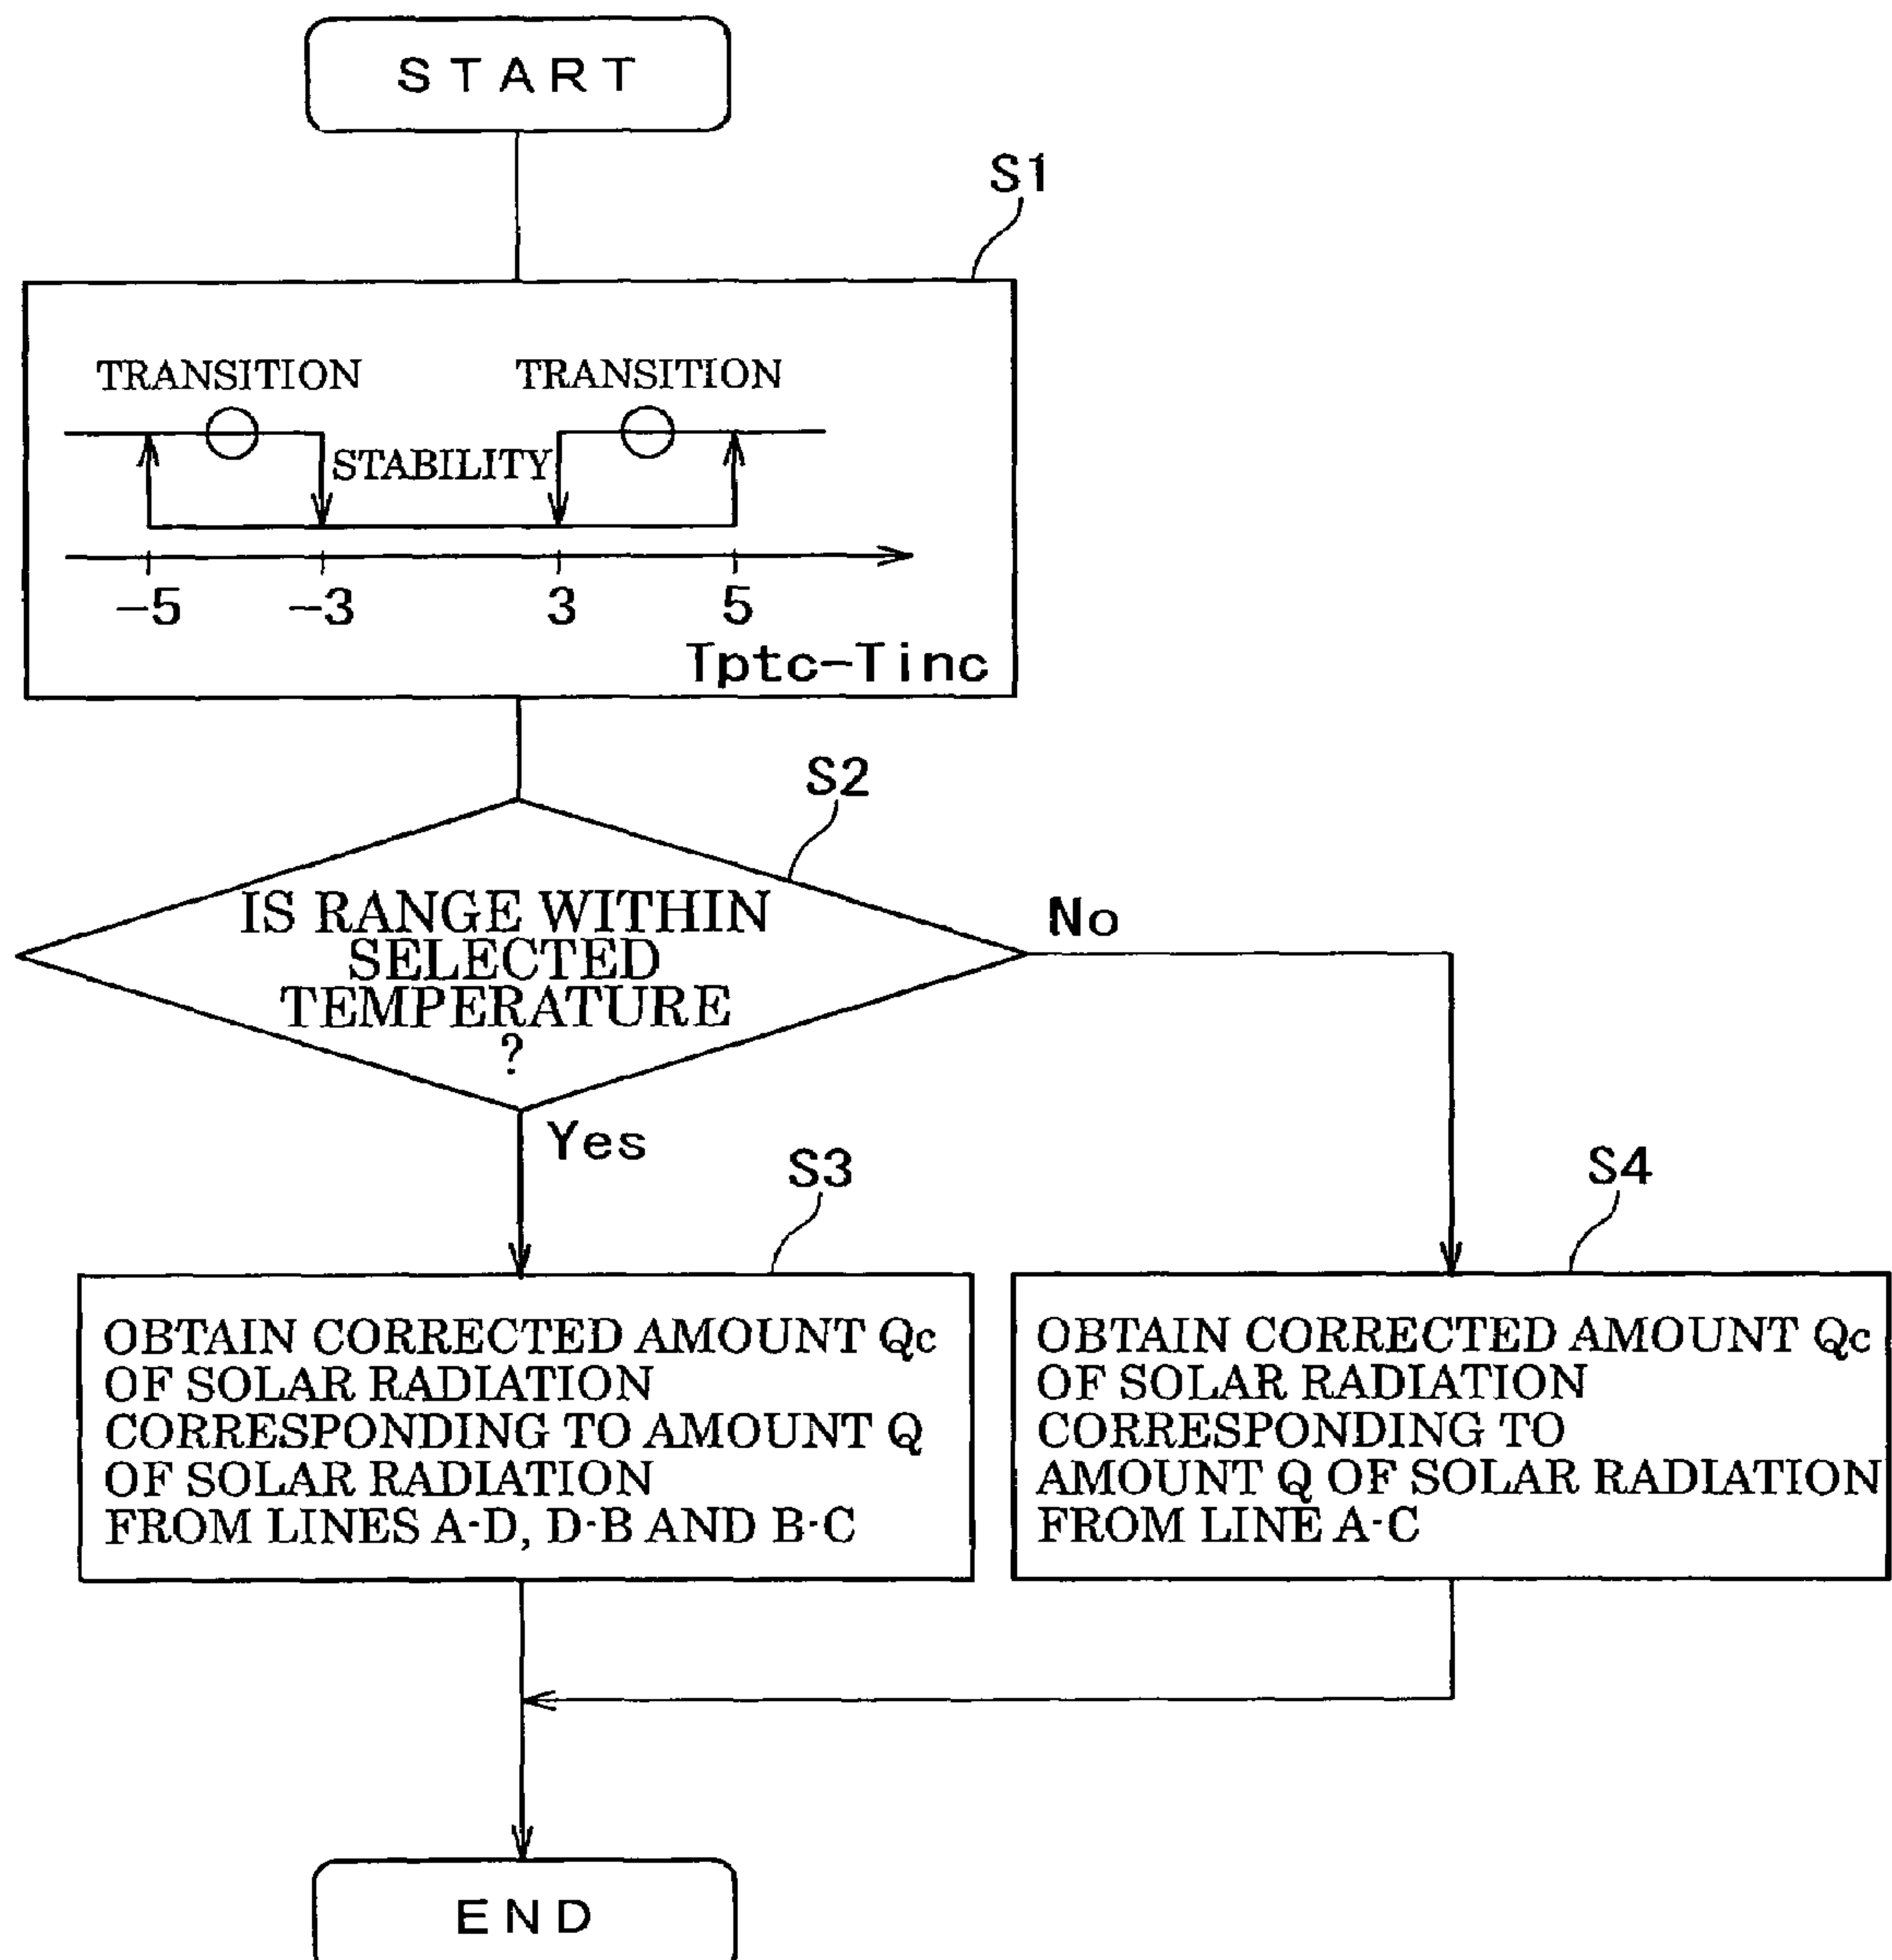 START
S1
TRANSITION TRANSITION
STABILITY
-5 -3 3 5
Tptc-Tinc
S2
IS RANGE WITHIN
SELECTED
TEMPERATURE
?
No
Yes
S3
OBTAIN CORRECTED AMOUNT Qc
OF SOLAR RADIATION
CORRESPONDING TO AMOUNT Q
OF SOLAR RADIATION
FROM LINES A-D, D-B AND B-C
S4
OBTAIN CORRECTED AMOUNT Qc
OF SOLAR RADIATION
CORRESPONDING TO
AMOUNT Q OF SOLAR RADIATION
FROM LINE A-C
END